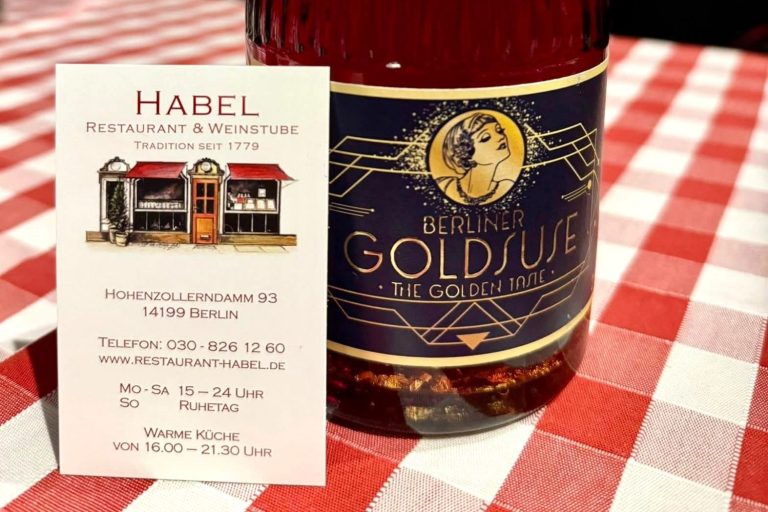 HABEL
RESTAURANT & WEINSTUBE
TRADITION SEIT 1779
HOHENZOLLERNDAMM 93
14199 BERLIN
TELEFON: 030 - 826 12 60
WWW.RESTAURANT-HABEL.DE
MO - SA 15 – 24 UHR
SO RUHETAG
WARME KÜCHE
VON 16.00 – 21.30 UHR
BERLINER
GOLDSUSE
· THE GOLDEN TASTE ·